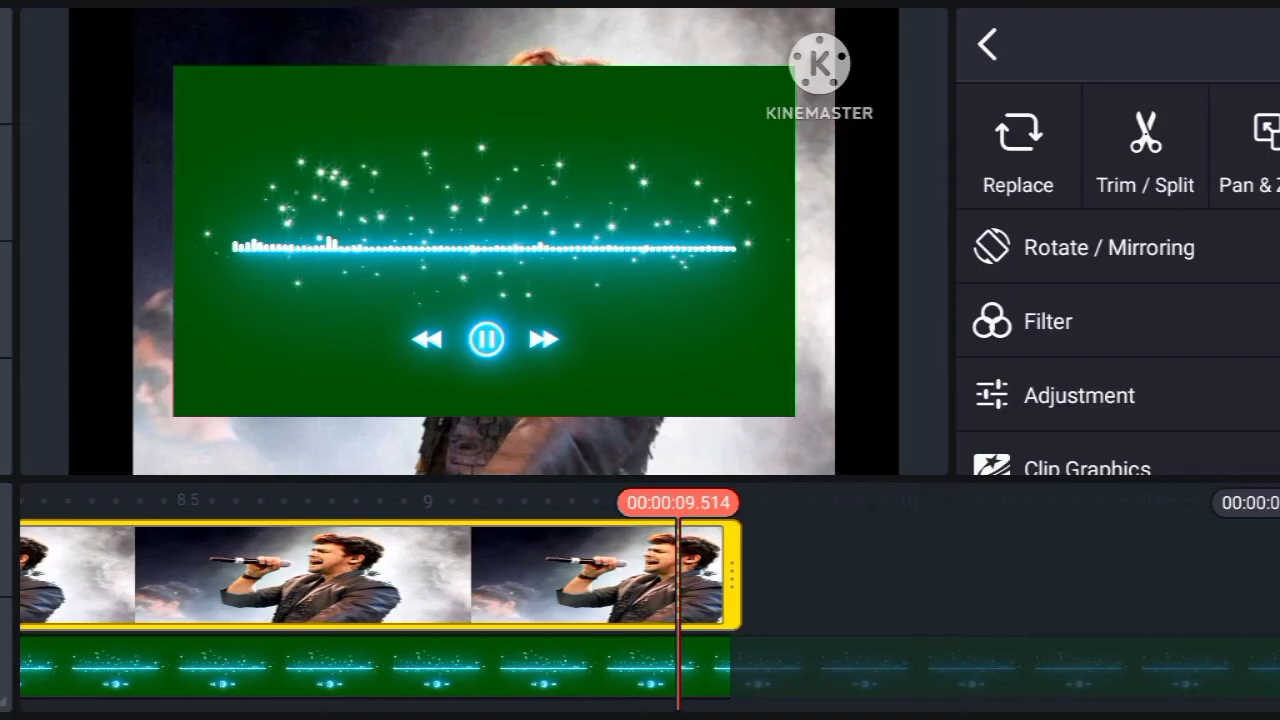 K
KINEMASTER
Replace
Trim / Split
Pan &
Rotate / Mirroring
Filter
Adjustment
Clip Graphics
8.5
9
00:00:09.514
00:00:0